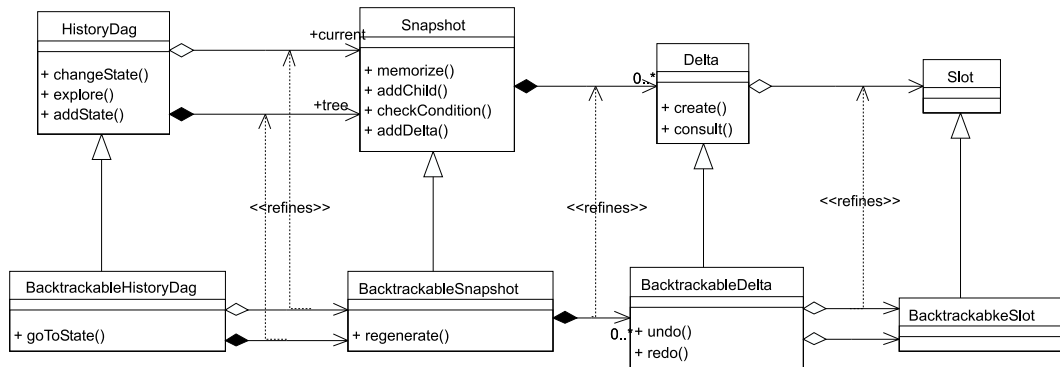 HistoryDag
+ changeState()
+ explore()
+ addState()
+current
+tree
Snapshot
+ memorize()
+ addChild()
+ checkCondition()
+ addDelta()
0..*
Delta
+ create()
+ consult()
Slot
<<refines>>
<<refines>>
<<refines>>
BacktrackableHistoryDag
+ goToState()
BacktrackableSnapshot
+ regenerate()
0..*
BacktrackableDelta
+ undo()
+ redo()
BacktrackabkeSlot